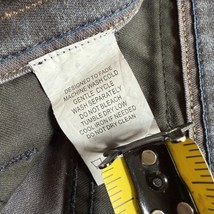 DESIGNED TO FADE
MACHINE WASH COLD
GENTLE CYCLE
WASH SEPARATELY
DO NOT BLEACH
TUMBLE DRY LOW
COOL IRON IF NEEDED
DO NOT DRY CLEAN